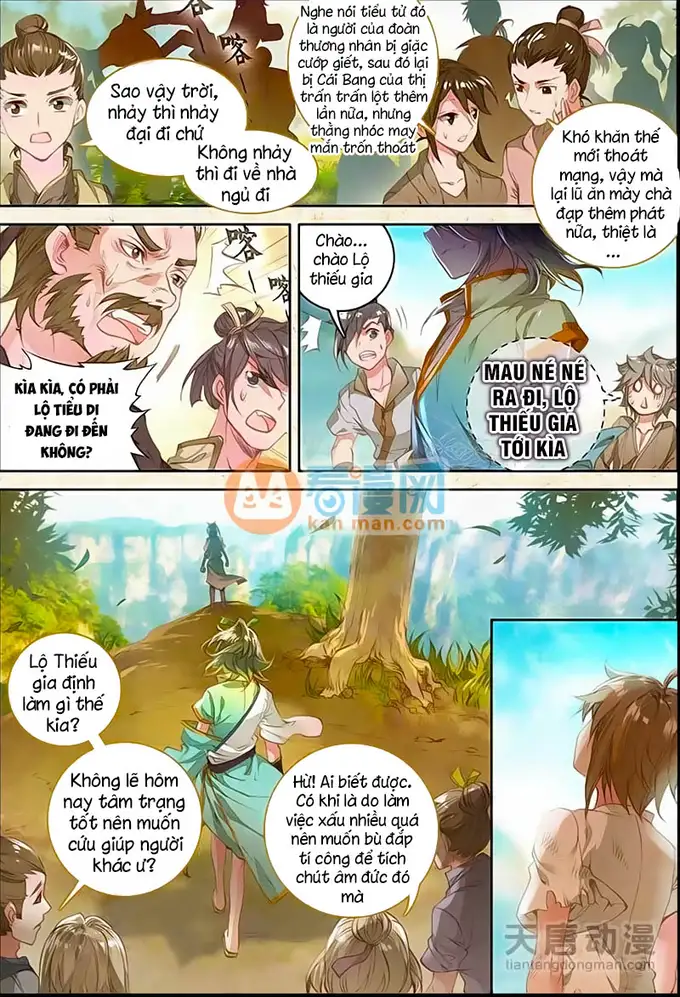 Sao vậy trời,
nhảy thì nhảy
đại đi chứ
Không nhảy
thì đi về nhà
ngủ đi
喀
喀
Nghe nói tiểu tử đó
là người của đoàn
thương nhân bị giặc
cướp giết, sau đó lại
bị Cái Bang của thị
trấn trấn lột thêm
lần nữa, nhưng
thằng nhóc may
mắn trốn thoát
Khó khăn thế
mới thoát
mạng, vậy mà
lại lũ ăn mày chà
đạp thêm phát
nữa, thiệt là
...
喀
喀
KÌA KÌA, CÓ PHẢI
LỘ TIỂU DI
ĐANG ĐI ĐẾN
KHÔNG?
Chào...
chào Lộ
thiếu gia
MAU NÉ NÉ
RA ĐI, LỘ
THIẾU GIA
TỚI KÌA
看漫网
kanman.com
Lộ Thiếu
gia định
làm gì thế
kia?
Không lẽ hôm
nay tâm trạng
tốt nên muốn
cứu giúp người
khác ư?
Hừ! Ai biết được.
Có khi là do làm
việc xấu nhiều quá
nên muốn bù đắp
tí công để tích
chút âm đức đó
mà
天唐动漫
tiantangdongman.com